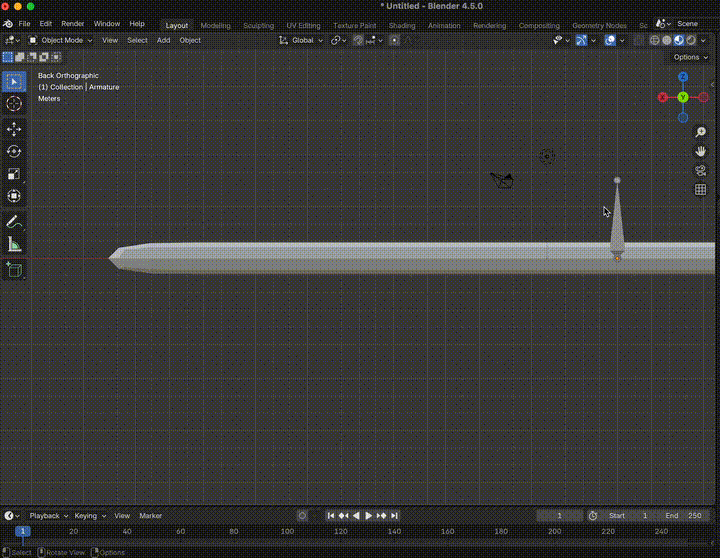 * Untitled - Blender 4.5.0
File Edit Render Window Help Layout Modeling Sculpting UV Editing Texture Paint Shading Animation Rendering Compositing Geometry Nodes Sc Scene
Object Mode View Select Add Object Global
Options
Back Orthographic
(1) Collection | Armature
Meters
Z
X
Y
Playback Keying View Marker 1 Start 1 End 250
1 20 40 60 80 100 120 140 160 180 200 220 240
Select Rotate View Options